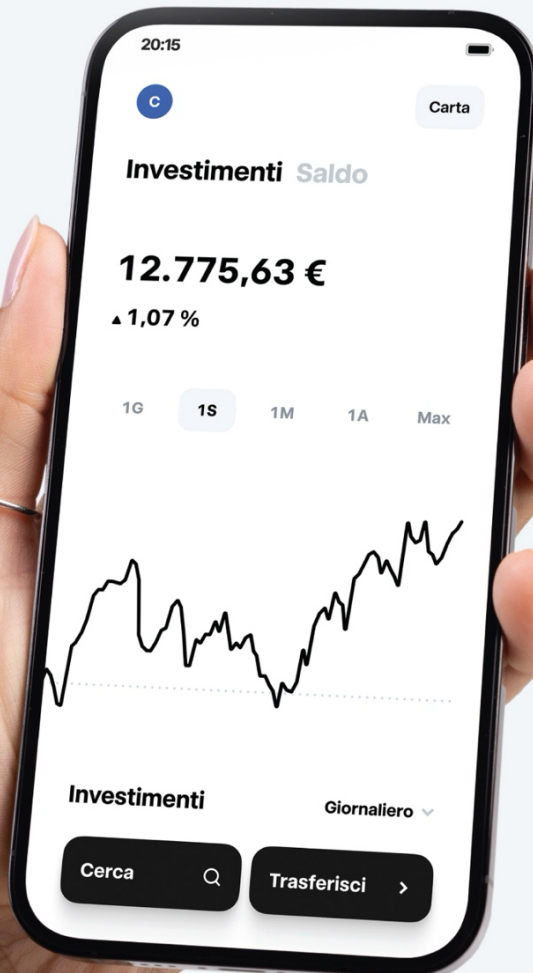 20:15
C
Carta
Investimenti Saldo
12.775,63 €
▲ 1,07 %
1G 1S 1M 1A Max
Investimenti
Giornaliero
Cerca
Trasferisci